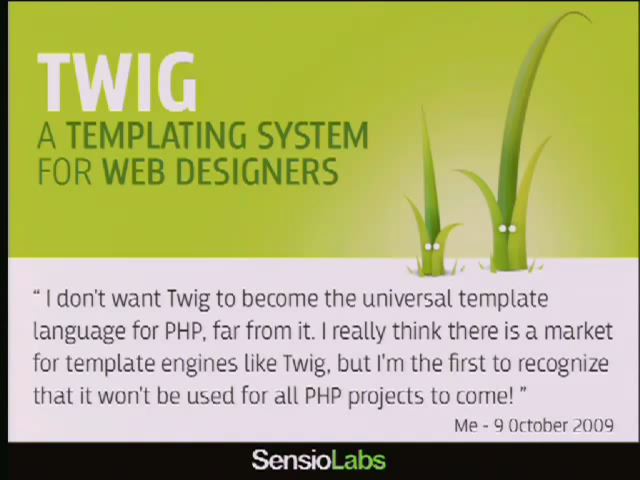 TWIG
A TEMPLATING SYSTEM
FOR WEB DESIGNERS
“ I don't want Twig to become the universal template
language for PHP, far from it. I really think there is a market
for template engines like Twig, but I'm the first to recognize
that it won't be used for all PHP projects to come! ”
Me - 9 October 2009
SensioLabs